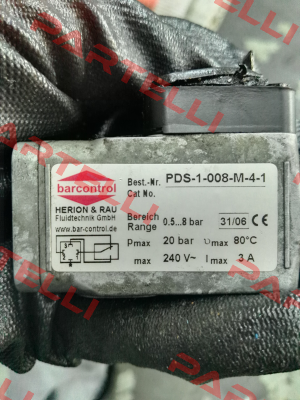 barcontrol
HERION & RAU
Fluidtechnik GmbH
www.bar-control.de
Best.-Nr. PDS-1-008-M-4-1
Cat No.
Bereich
Range 0.5...8 bar 31/06 CE
Pmax 20 bar υmax 80°C
max 240 V~ Imax 3 A
PARTELLI
PARTELLI
PARTELLI
PARTELLI